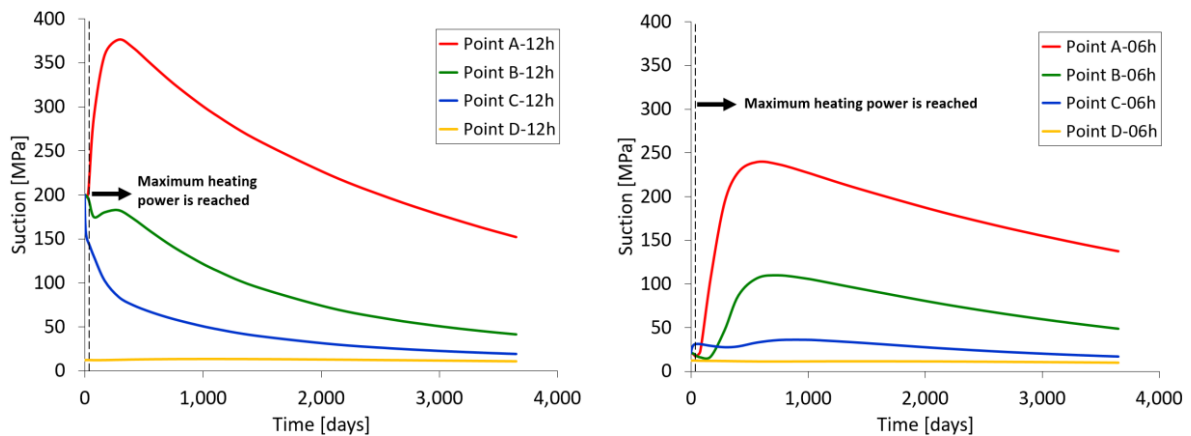 400
350
300
250
200
150
100
50
0
Suction [MPa]
Point A-12h
Point B-12h
Point C-12h
Point D-12h
Maximum heating
power is reached
0
1,000
2,000
3,000
4,000
Time [days]
400
350
300
250
200
150
100
50
0
Suction [MPa]
Point A-06h
Point B-06h
Point C-06h
Point D-06h
Maximum heating power is reached
0
1,000
2,000
3,000
4,000
Time [days]